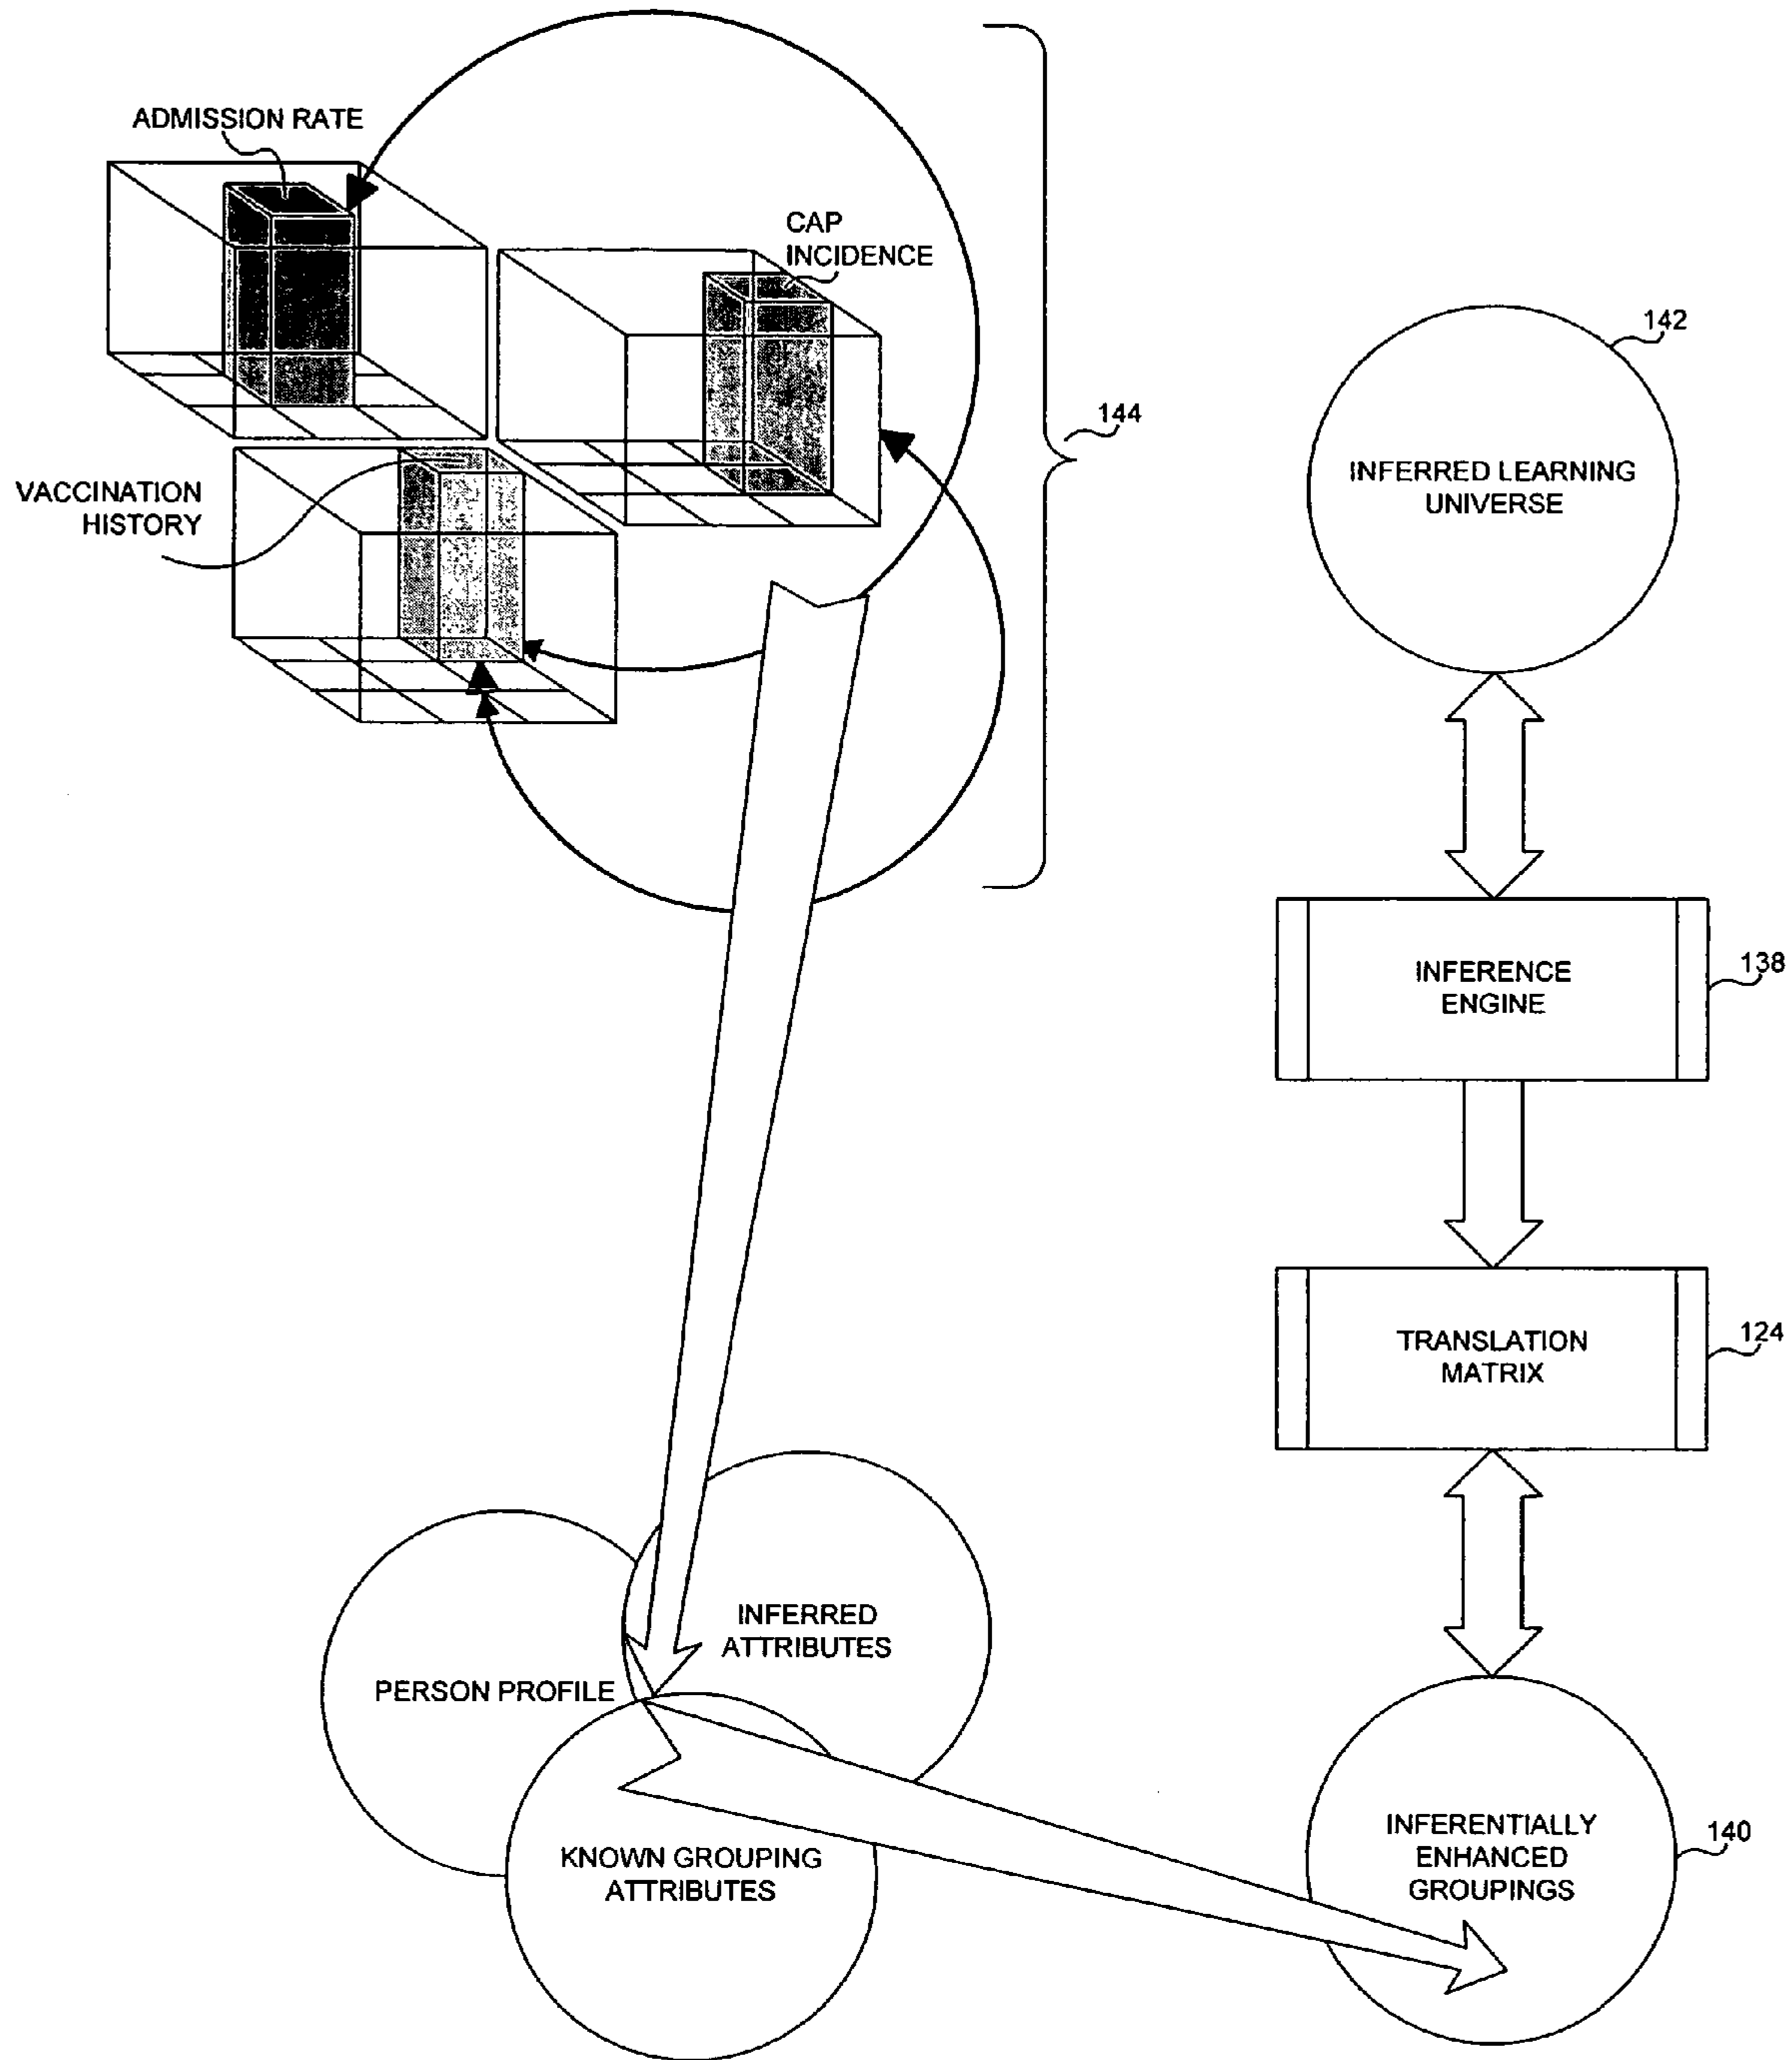 ADMISSION RATE
CAP
INCIDENCE
VACCINATION
HISTORY
144
142
INFERRED LEARNING
UNIVERSE
138
INFERENCE
ENGINE
124
TRANSLATION
MATRIX
INFERRED
ATTRIBUTES
PERSON PROFILE
KNOWN GROUPING
ATTRIBUTES
140
INFERENTIALLY
ENHANCED
GROUPINGS